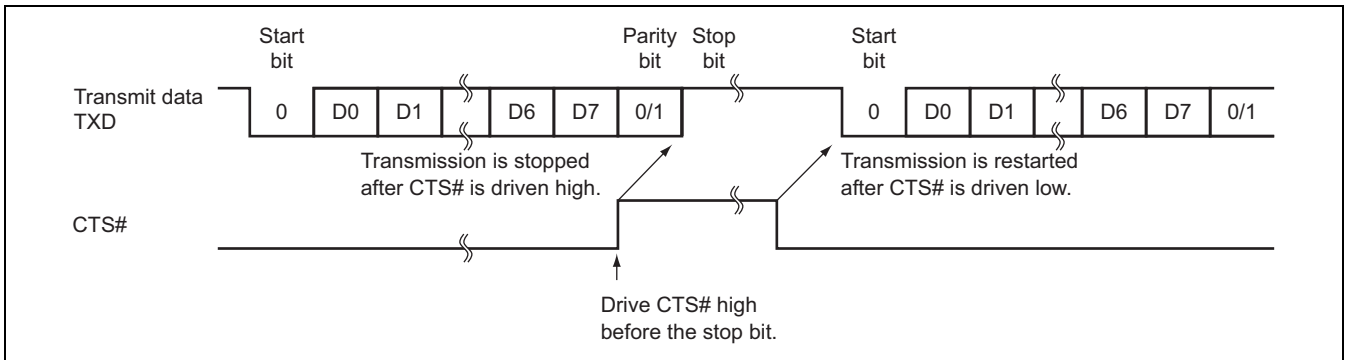 Start
bit
Parity
bit
Stop
bit
Start
bit
Transmit data
TXD
0 D0 D1 D6 D7 0/1 0 D0 D1 D6 D7 0/1
Transmission is stopped
after CTS# is driven high.
Transmission is restarted
after CTS# is driven low.
CTS#
Drive CTS# high
before the stop bit.